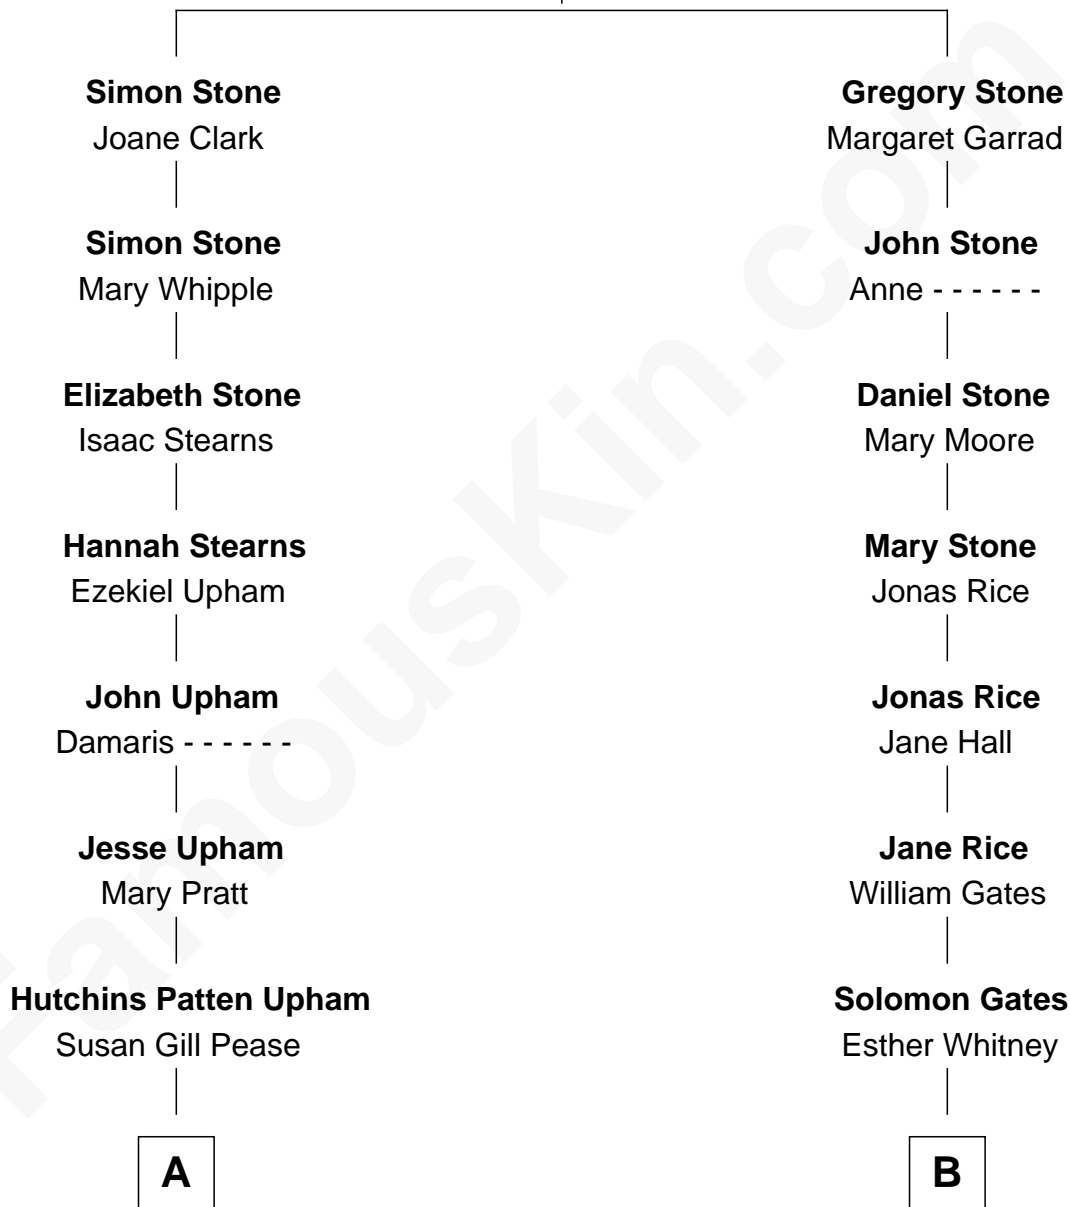 Simon Stone
Joane Clark
Simon Stone
Mary Whipple
Elizabeth Stone
Isaac Stearns
Hannah Stearns
Ezekiel Upham
John Upham
Damaris - - - - - -
Jesse Upham
Mary Pratt
Hutchins Patten Upham
Susan Gill Pease
A
Gregory Stone
Margaret Garrad
John Stone
Anne - - - - - -
Daniel Stone
Mary Moore
Mary Stone
Jonas Rice
Jonas Rice
Jane Hall
Jane Rice
William Gates
Solomon Gates
Esther Whitney
B
FamousKin.com